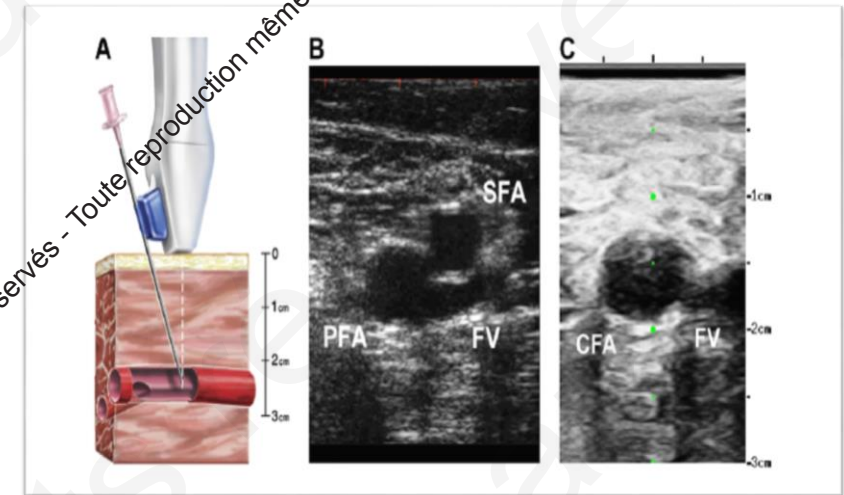 A
B
C
servés - Toute reproduction même
0
1cm
2cm
3cm
SFA
PFA
FV
1cm
2cm
CFA
FV
3cm